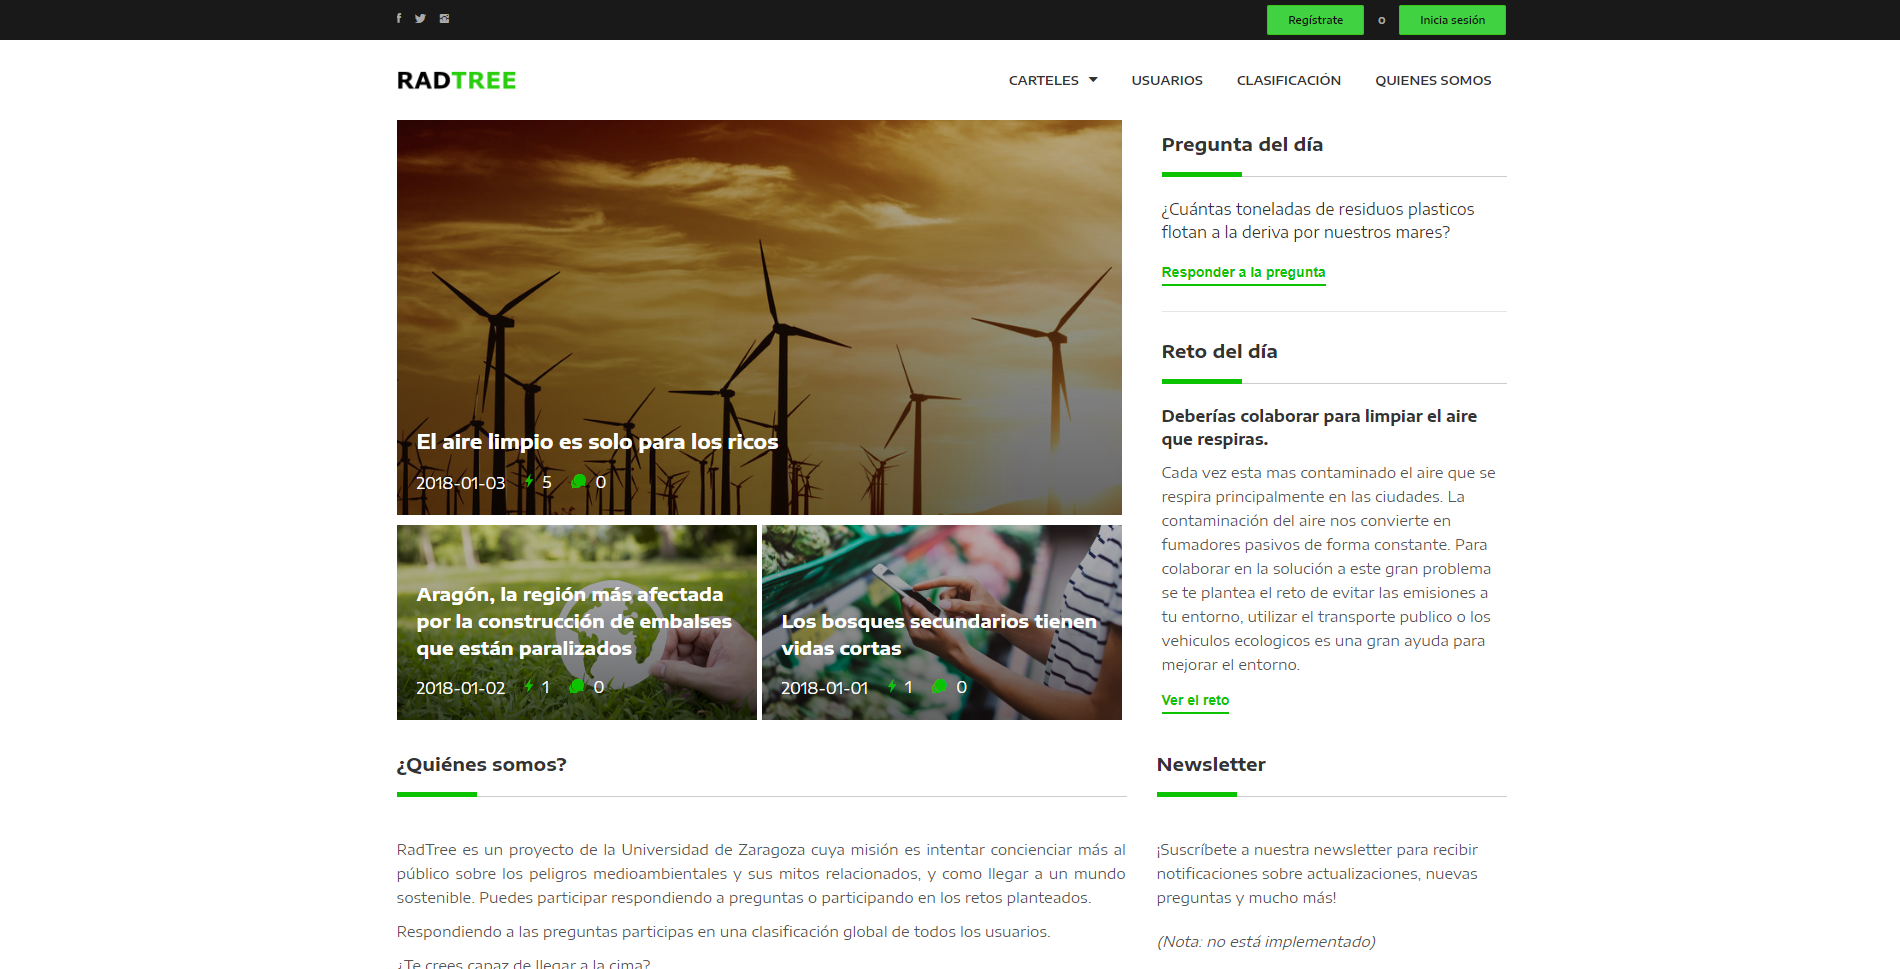 Regístrate o Inicia sesión
RADTREE
CARTELES USUARIOS CLASIFICACIÓN QUIENES SOMOS
El aire limpio es solo para los ricos
2018-01-03 5 0
Aragón, la región más afectada
por la construcción de embalses
que están paralizados
2018-01-02 1 0
Los bosques secundarios tienen
vidas cortas
2018-01-01 1 0
Pregunta del día
¿Cuántas toneladas de residuos plasticos
flotan a la deriva por nuestros mares?
Responder a la pregunta
Reto del día
Deberías colaborar para limpiar el aire
que respiras.
Cada vez esta mas contaminado el aire que se
respira principalmente en las ciudades. La
contaminación del aire nos convierte en
fumadores pasivos de forma constante. Para
colaborar en la solución a este gran problema
se te plantea el reto de evitar las emisiones a
tu entorno, utilizar el transporte publico o los
vehiculos ecologicos es una gran ayuda para
mejorar el entorno.
Ver el reto
¿Quiénes somos?
RadTree es un proyecto de la Universidad de Zaragoza cuya misión es intentar concienciar más al
público sobre los peligros medioambientales y sus mitos relacionados, y como llegar a un mundo
sostenible. Puedes participar respondiendo a preguntas o participando en los retos planteados.
Respondiendo a las preguntas participas en una clasificación global de todos los usuarios.
¿Te crees capaz de llegar a la cima?
Newsletter
¡Suscríbete a nuestra newsletter para recibir
notificaciones sobre actualizaciones, nuevas
preguntas y mucho más!
(Nota: no está implementado)